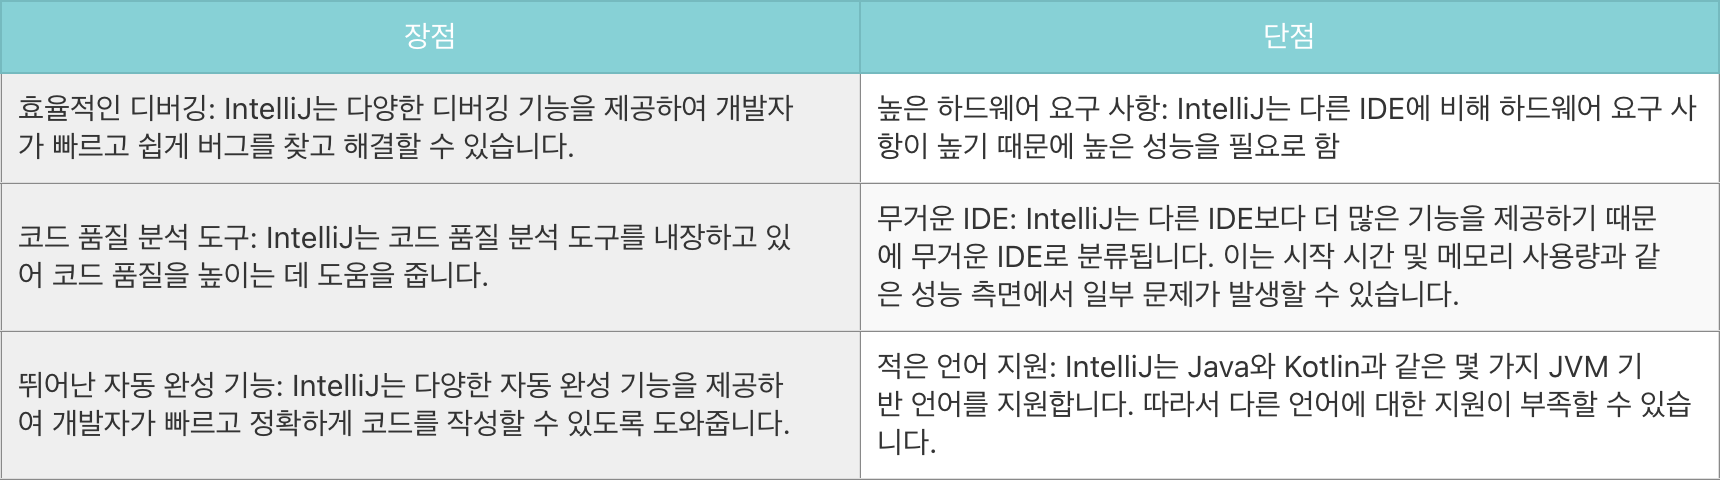 장점
단점
효율적인 디버깅: IntelliJ는 다양한 디버깅 기능을 제공하여 개발자
가 빠르고 쉽게 버그를 찾고 해결할 수 있습니다.
높은 하드웨어 요구 사항: IntelliJ는 다른 IDE에 비해 하드웨어 요구 사
항이 높기 때문에 높은 성능을 필요로 함
코드 품질 분석 도구: IntelliJ는 코드 품질 분석 도구를 내장하고 있
어 코드 품질을 높이는 데 도움을 줍니다.
무거운 IDE: IntelliJ는 다른 IDE보다 더 많은 기능을 제공하기 때문
에 무거운 IDE로 분류됩니다. 이는 시작 시간 및 메모리 사용량과 같
은 성능 측면에서 일부 문제가 발생할 수 있습니다.
뛰어난 자동 완성 기능: IntelliJ는 다양한 자동 완성 기능을 제공하
여 개발자가 빠르고 정확하게 코드를 작성할 수 있도록 도와줍니다.
적은 언어 지원: IntelliJ는 Java와 Kotlin과 같은 몇 가지 JVM 기
반 언어를 지원합니다. 따라서 다른 언어에 대한 지원이 부족할 수 있습
니다.